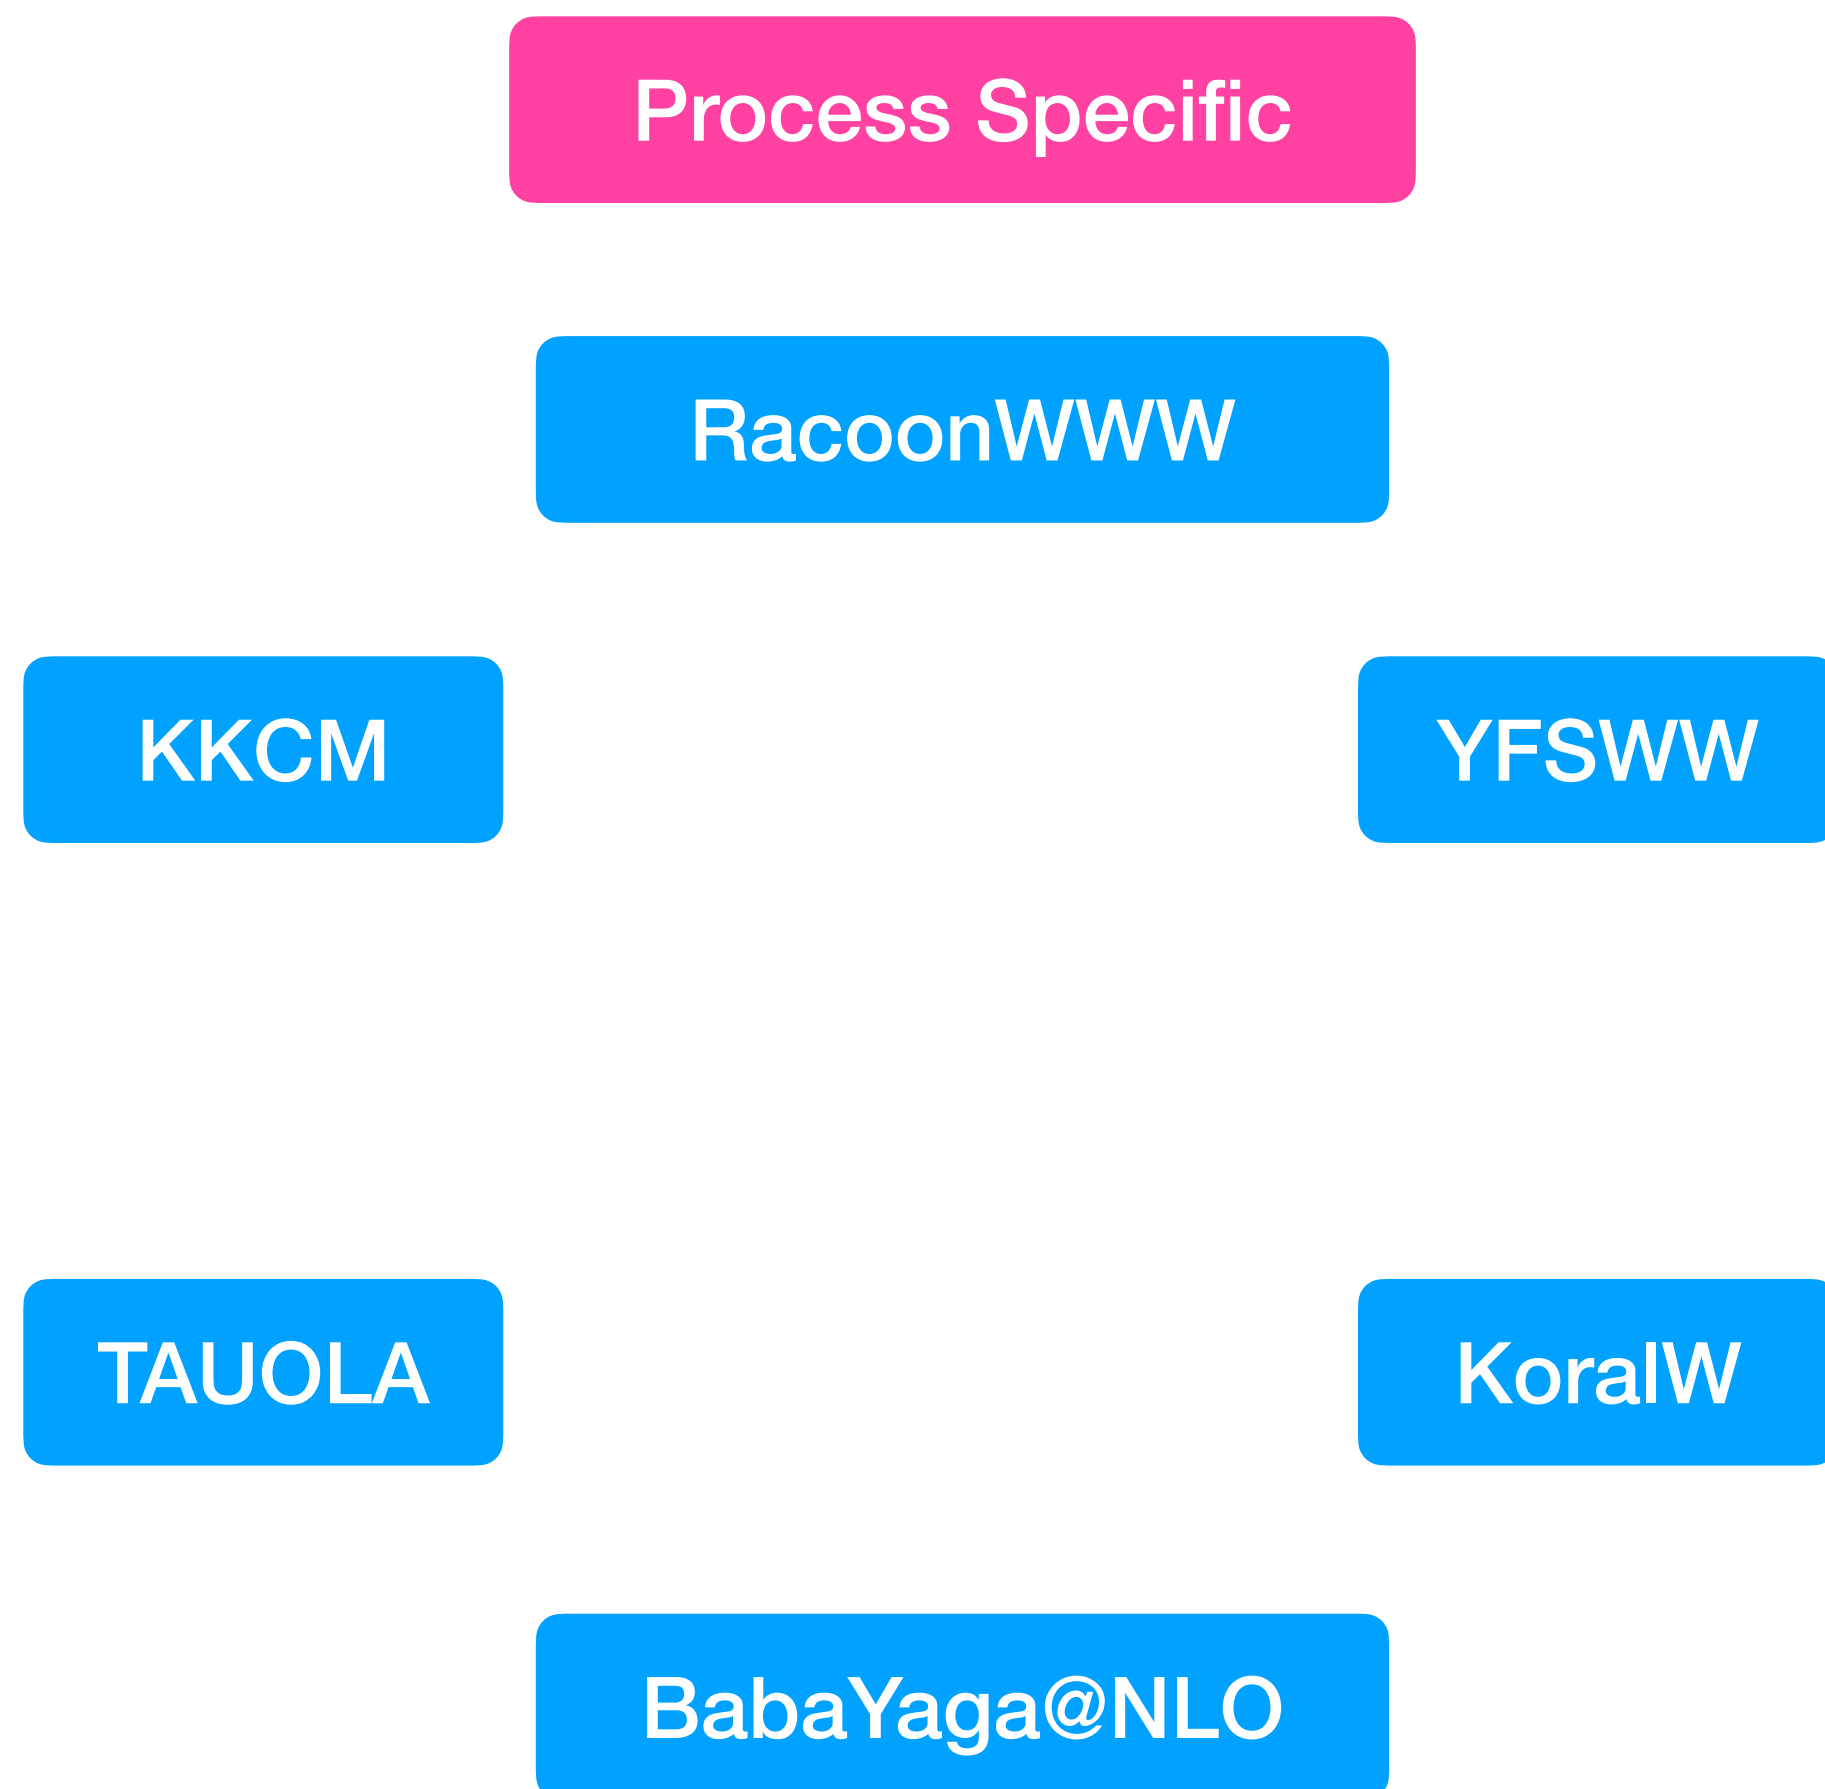 Process Specific
RacoonWWW
KKCM
YFSWW
TAUOLA
KoralW
BabaYaga@NLO